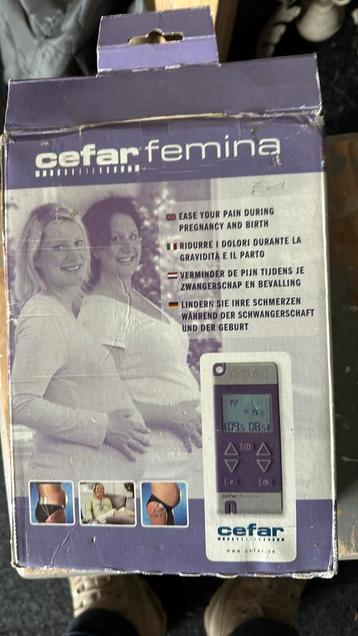 cefar femina
EASE YOUR PAIN DURING
PREGNANCY AND BIRTH
RIDURRE I DOLORI DURANTE LA
GRAVIDITÀ E IL PARTO
VERMINDER DE PIJN TIJDENS JE
ZWANGERSCHAP EN BEVALLING
LINDERN SIE IHRE SCHMERZEN
WÄHREND DER SCHWANGERSCHAFT
UND DER GEBURT
cefar femina
cefar
www.cefar.se